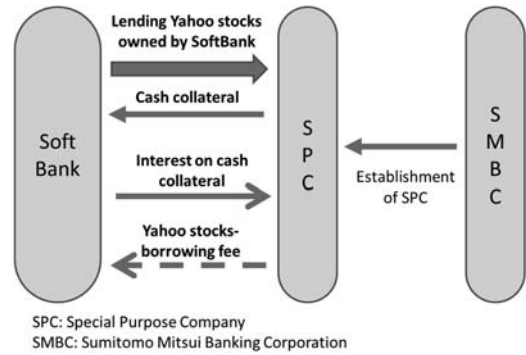 Lending Yahoo stocks
owned by SoftBank
Cash collateral
Soft
Bank
Interest on cash
collateral
Yahoo stocks-
borrowing fee
S
P
C
Establishment
of SPC
S
M
B
C
SPC: Special Purpose Company
SMBC: Sumitomo Mitsui Banking Corporation